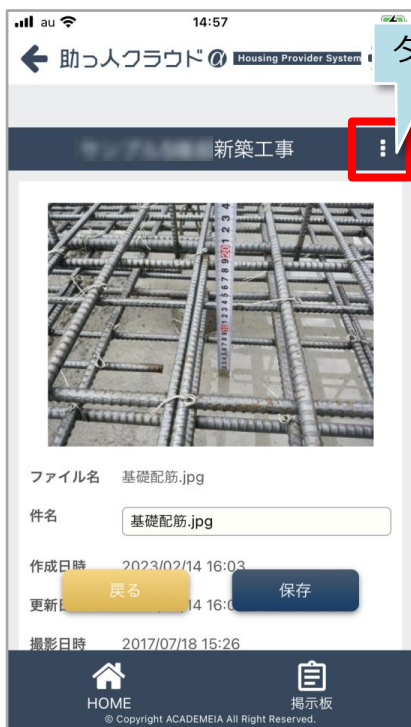 au 14:57
タ
助っ人クラウドα Housing Provider System
新築工事
ファイル名 基礎配筋.jpg
件名 基礎配筋.jpg
作成日時 2023/02/14 16:03
戻る 保存
撮影日時 2017/07/18 15:26
HOME 掲示板
© Copyright ACADEMEIA All Right Reserved.